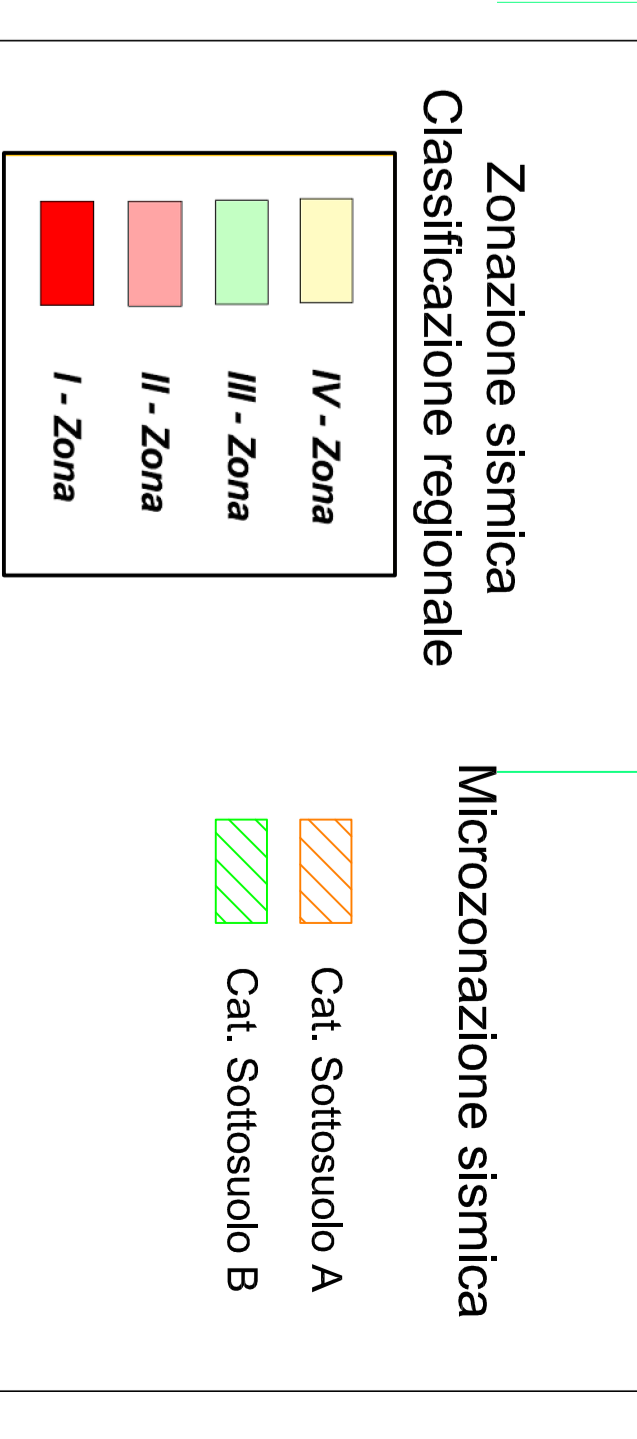 Zonazione sismica
Classificazione regionale
IV - Zona
III - Zona
II - Zona
I - Zona
Microzonazione sismica
Cat. Sottosuolo A
Cat. Sottosuolo B